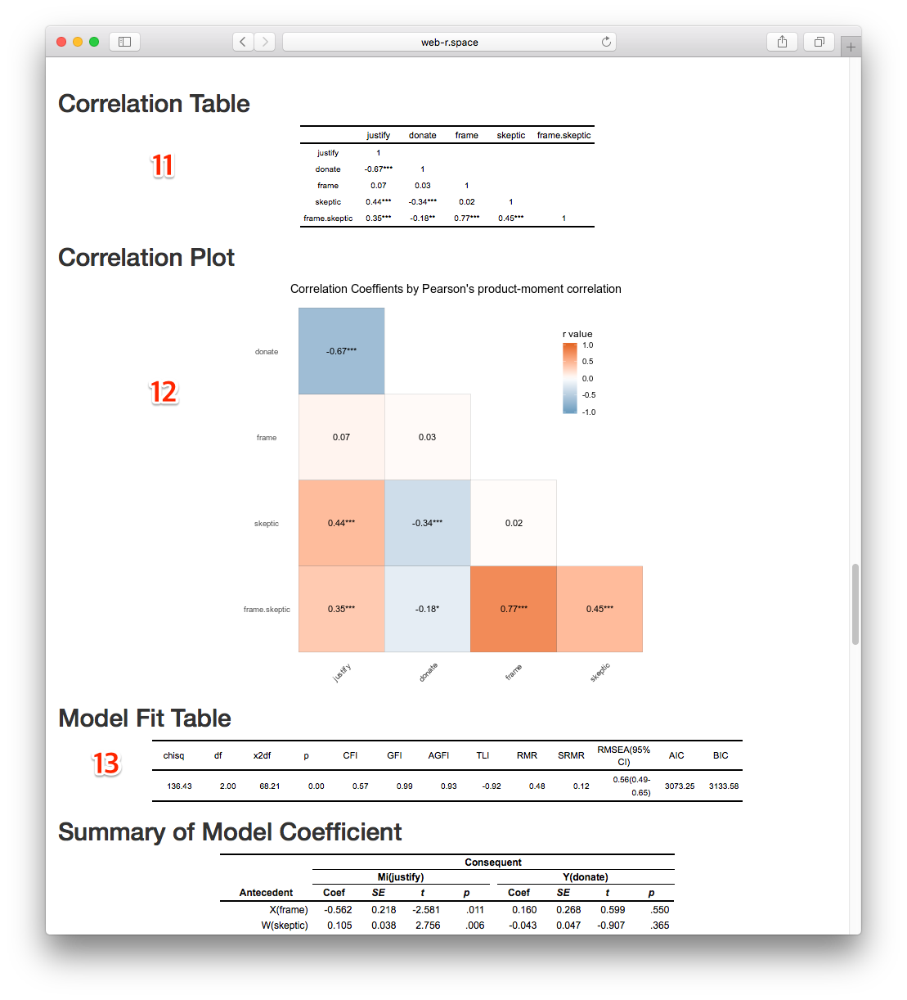 web-r.space
Correlation Table
11
justify donate frame skeptic frame.skeptic
justify 1
donate -0.67*** 1
frame 0.07 0.03 1
skeptic 0.44*** -0.34*** 0.02 1
frame.skeptic 0.35*** -0.18** 0.77*** 0.45*** 1
Correlation Plot
12
Correlation Coeffients by Pearson's product-moment correlation
r value
1.0
0.5
0.0
-0.5
-1.0
donate -0.67***
frame 0.07 0.03
skeptic 0.44*** -0.34*** 0.02
frame.skeptic 0.35*** -0.18* 0.77*** 0.45***
justify donate frame skeptic
Model Fit Table
13
chisq df x2df p CFI GFI AGFI TLI RMR SRMR RMSEA(95% AIC BIC
CI)
136.43 2.00 68.21 0.00 0.57 0.99 0.93 -0.92 0.48 0.12 0.56(0.49- 3073.25 3133.58
0.65)
Summary of Model Coefficient
Consequent
Mi(justify) Y(donate)
Antecedent Coef SE t p Coef SE t p
X(frame) -0.562 0.218 -2.581 .011 0.160 0.268 0.599 .550
W(skeptic) 0.105 0.038 2.756 .006 -0.043 0.047 -0.907 .365